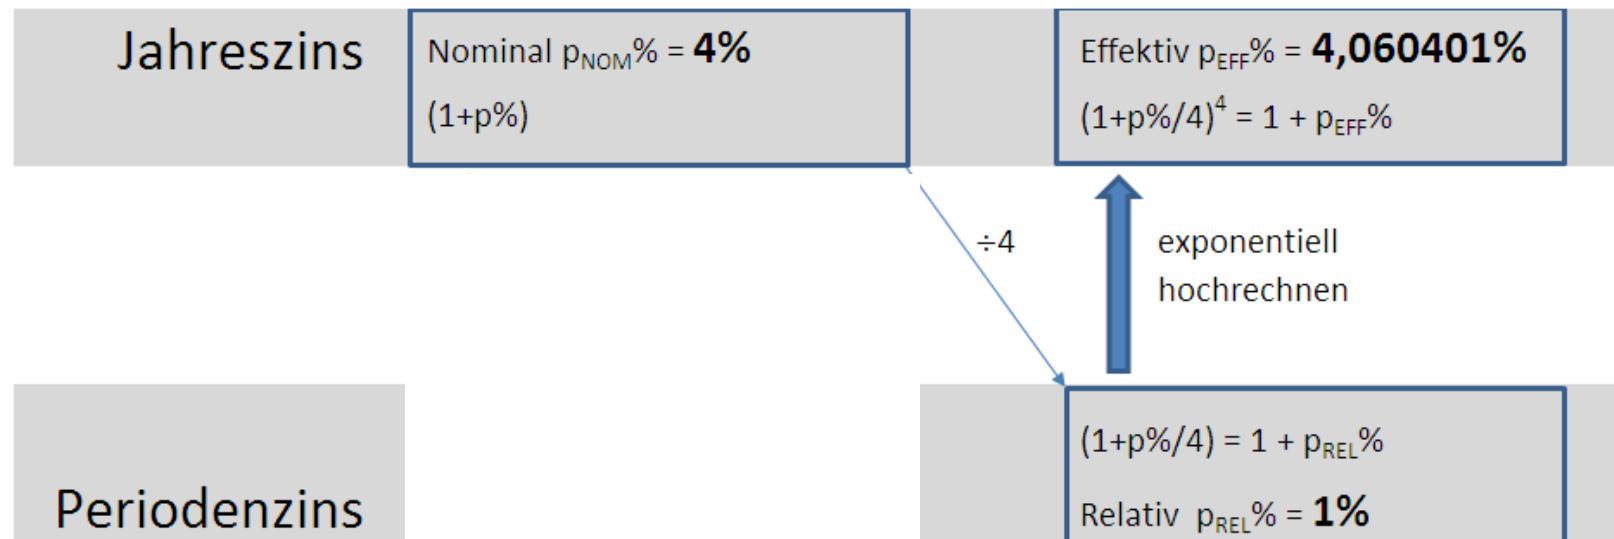 Jahreszins
Nominal pNOM% = 4%
(1+p%)
Effektiv pEFF% = 4,060401%
(1+p%/4)⁴ = 1 + pEFF%
÷4
exponentiell
hochrechnen
Periodenzins
(1+p%/4) = 1 + pREL%
Relativ pREL% = 1%